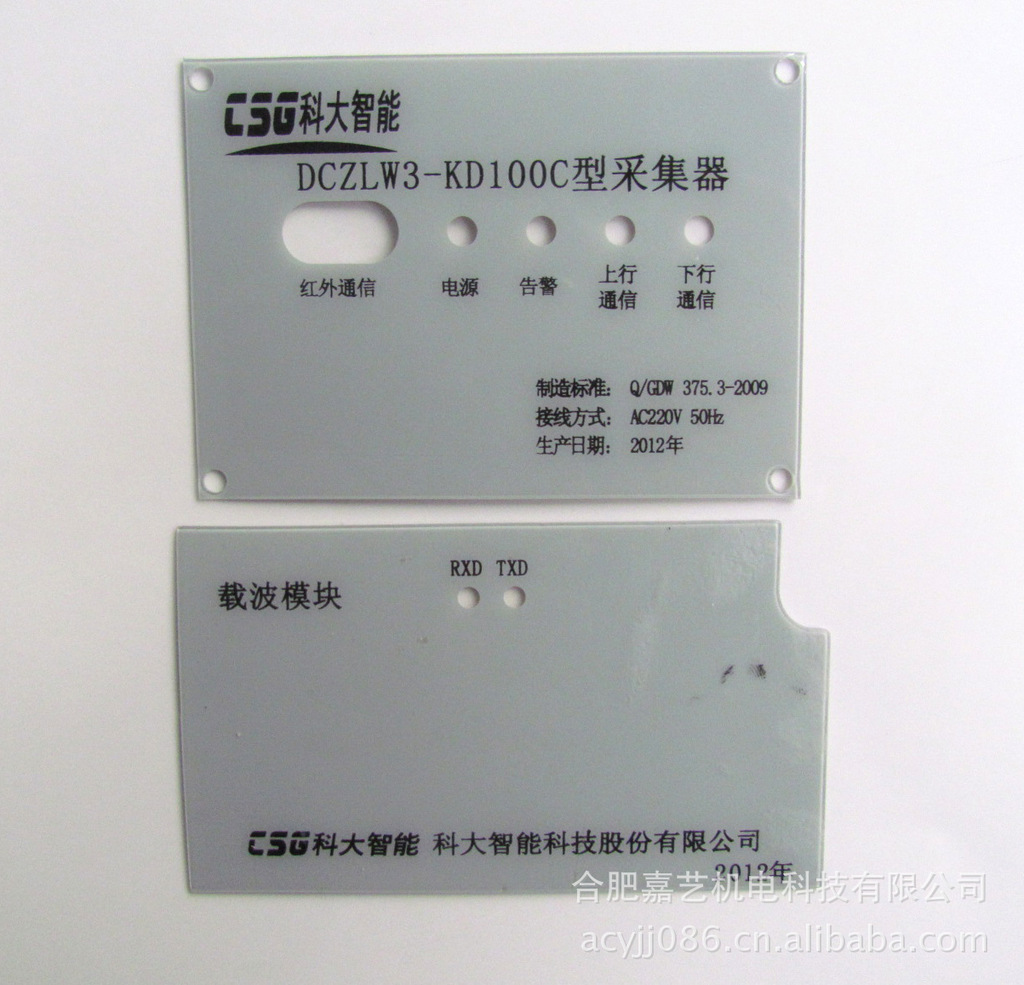 CSG科大智能
DCZLW3-KD100C型采集器
红外通信 电源 告警 上行通信 下行通信
制造标准: Q/GDW 375.3-2009
接线方式: AC220V 50Hz
生产日期: 2012年
RXD TXD
载波模块
CSG科大智能 科大智能科技股份有限公司
2012年
合肥嘉艺机电科技有限公司
acyjj086.cn.alibaba.com